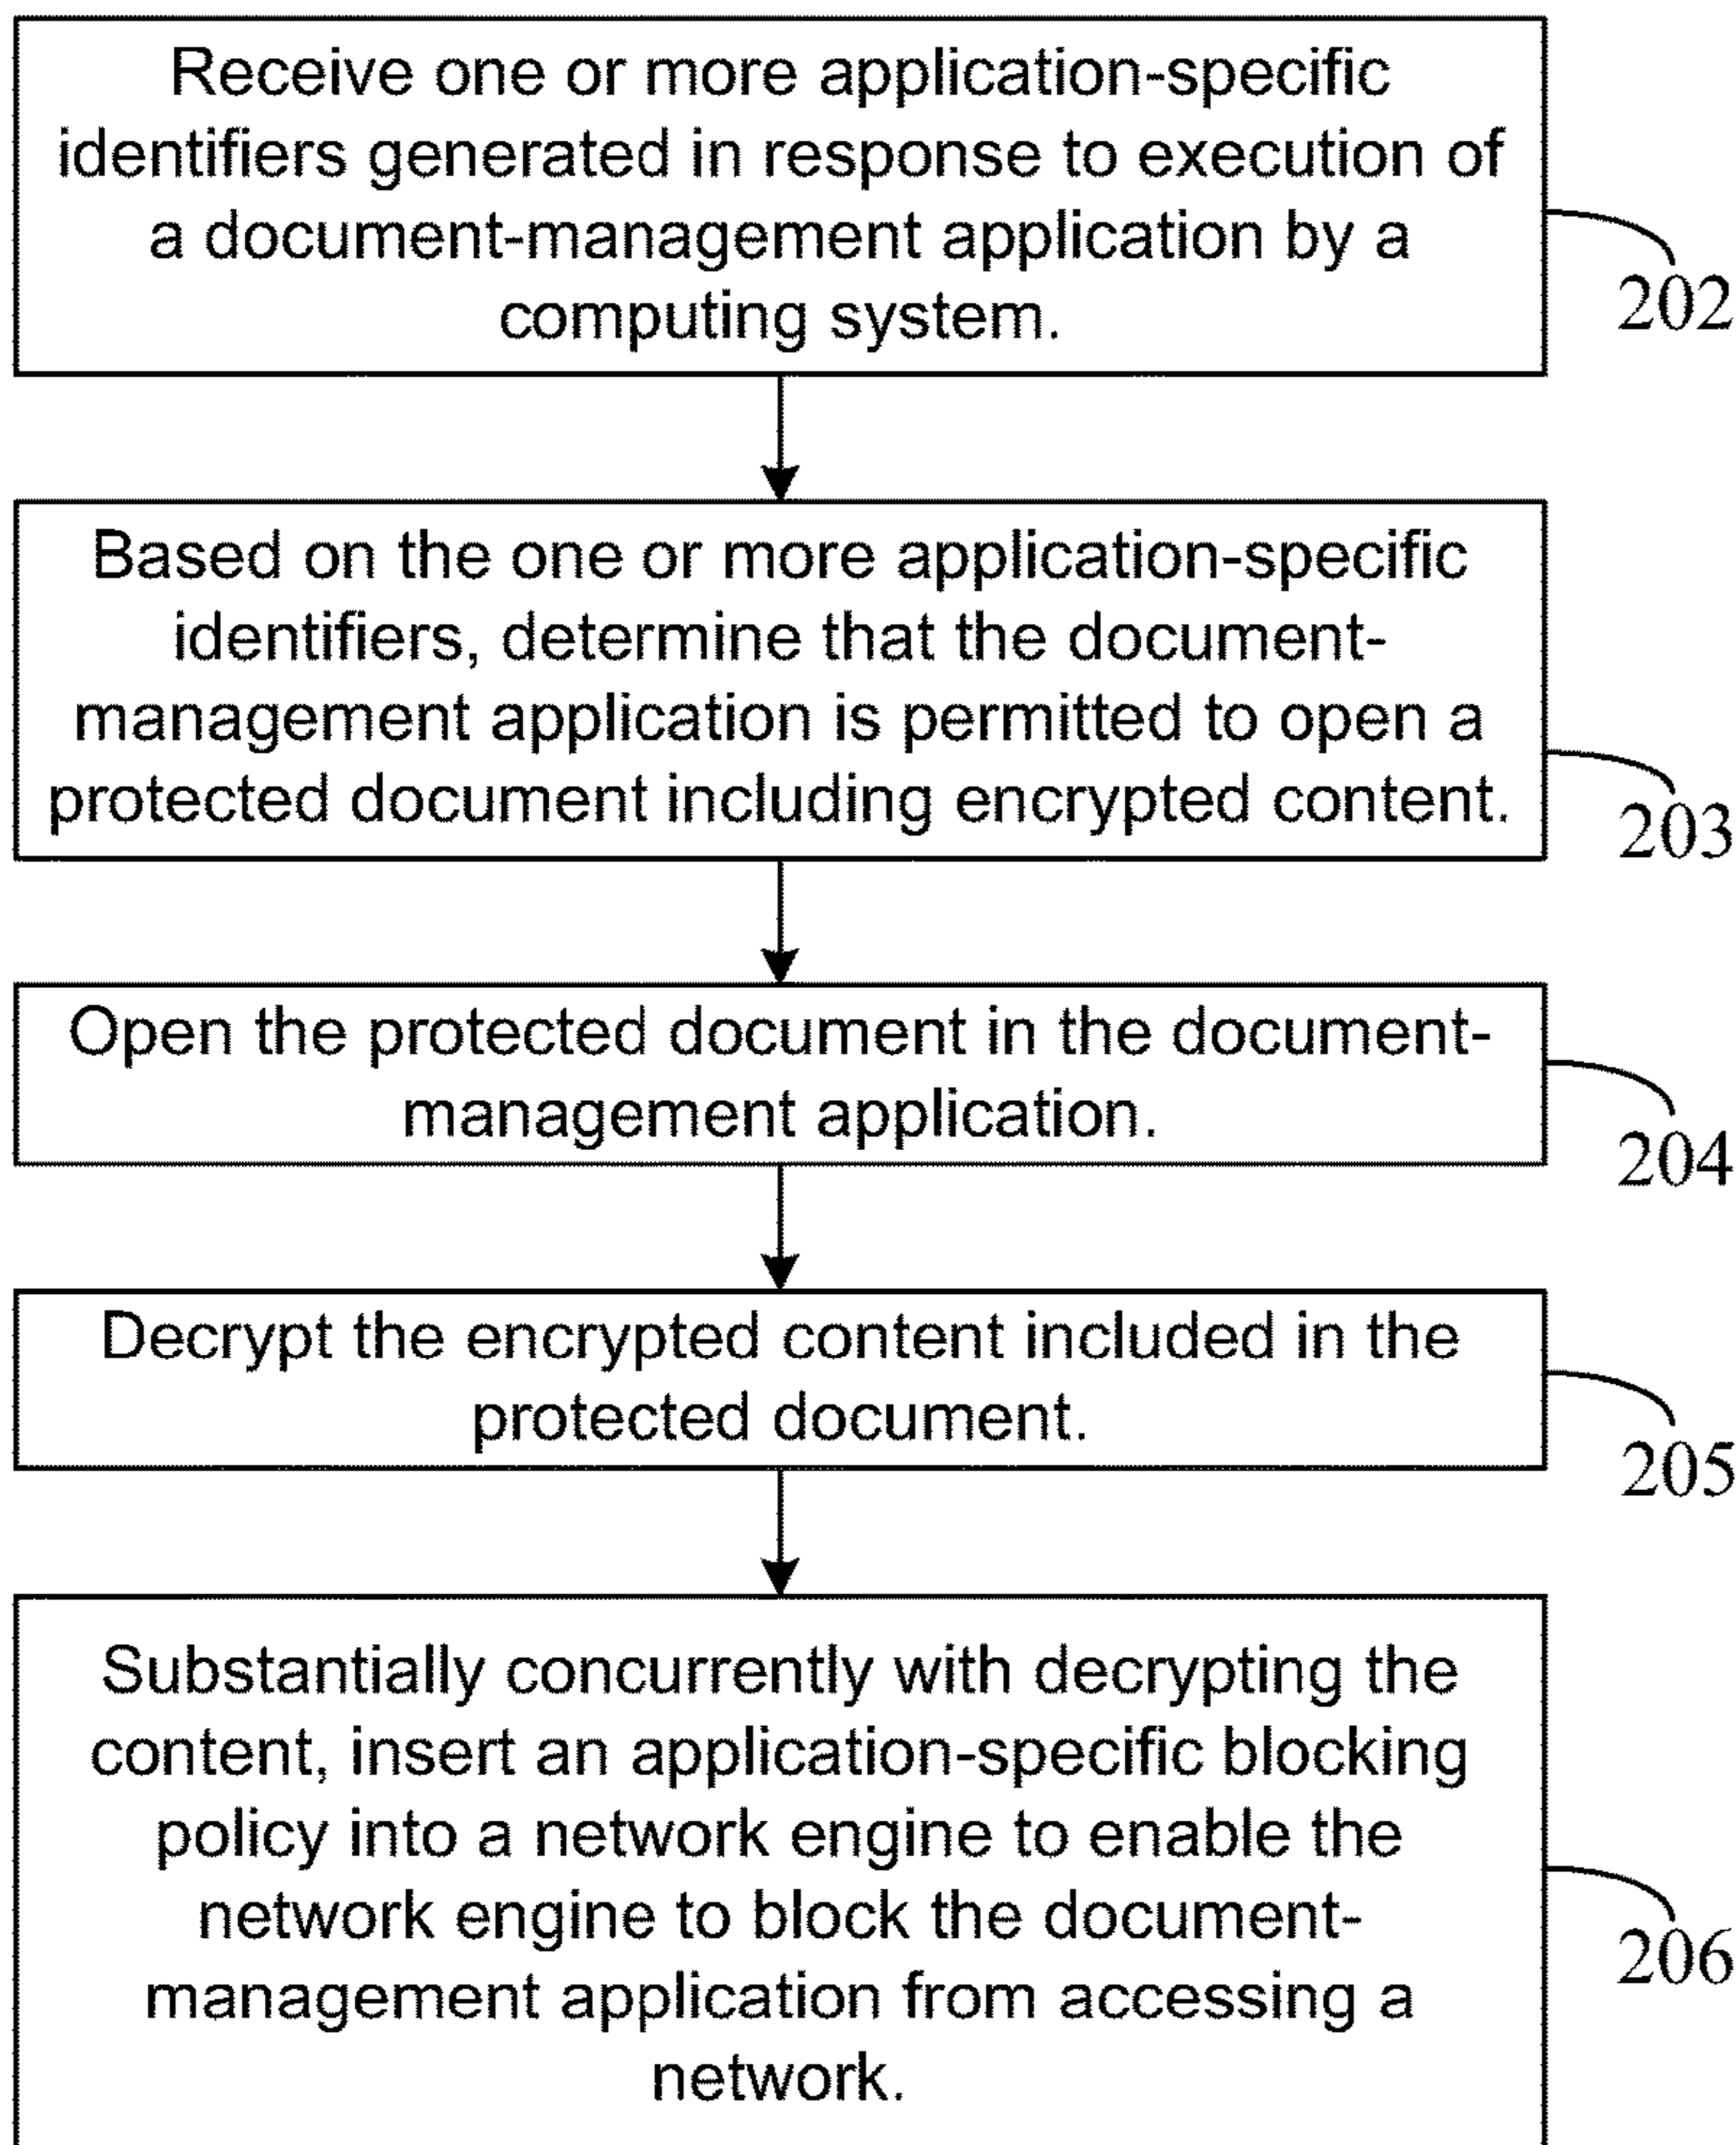 Receive one or more application-specific
identifiers generated in response to execution of
a document-management application by a
computing system.
202
Based on the one or more application-specific
identifiers, determine that the document-
management application is permitted to open a
protected document including encrypted content.
203
Open the protected document in the document-
management application.
204
Decrypt the encrypted content included in the
protected document.
205
Substantially concurrently with decrypting the
content, insert an application-specific blocking
policy into a network engine to enable the
network engine to block the document-
management application from accessing a
network.
206